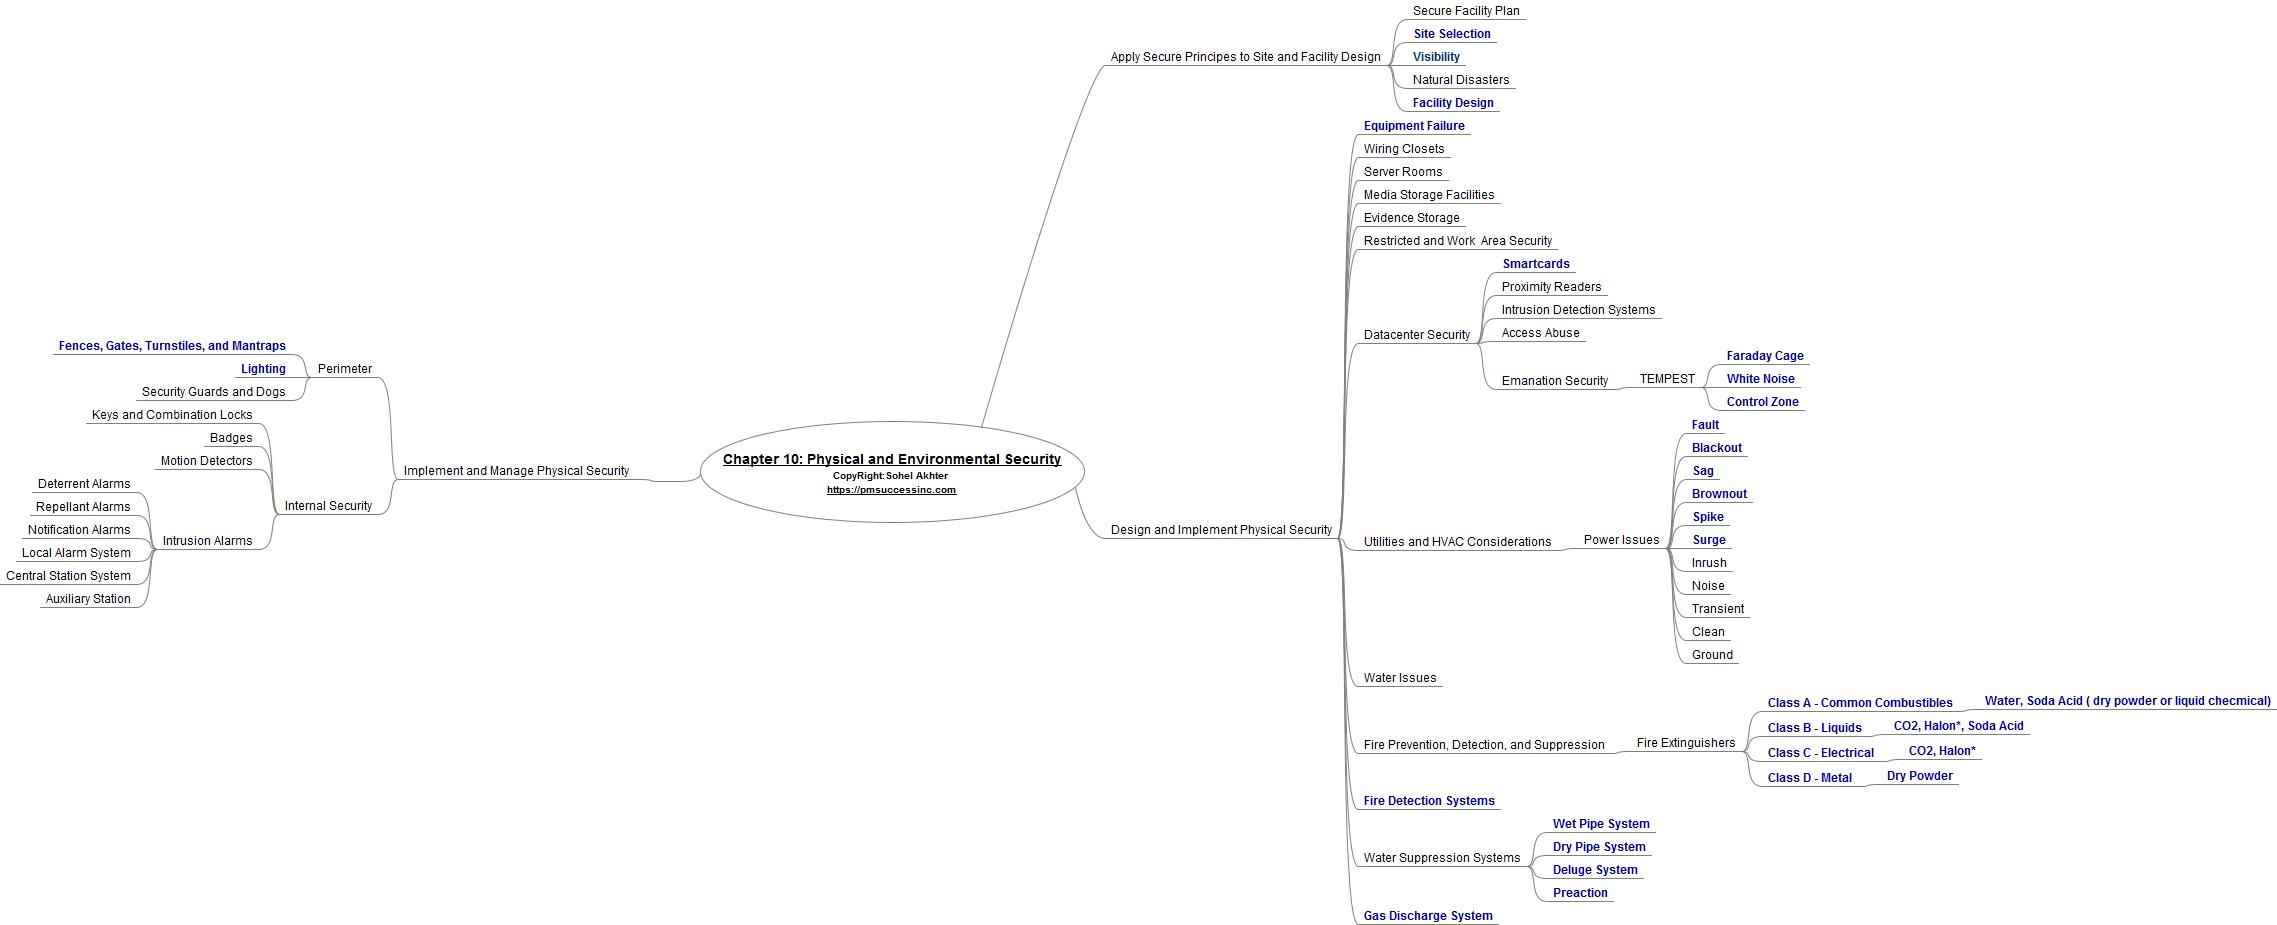 Chapter 10: Physical and Environmental Security
CopyRight: Sohel Akhter
https://pmsuccessinc.com
Apply Secure Principes to Site and Facility Design
Secure Facility Plan
Site Selection
Visibility
Natural Disasters
Facility Design
Design and Implement Physical Security
Equipment Failure
Wiring Closets
Server Rooms
Media Storage Facilities
Evidence Storage
Restricted and Work Area Security
Datacenter Security
Smartcards
Proximity Readers
Intrusion Detection Systems
Access Abuse
Emanation Security
TEMPEST
Faraday Cage
White Noise
Control Zone
Utilities and HVAC Considerations
Power Issues
Fault
Blackout
Sag
Brownout
Spike
Surge
Inrush
Noise
Transient
Clean
Ground
Water Issues
Fire Prevention, Detection, and Suppression
Fire Extinguishers
Class A - Common Combustibles
Water, Soda Acid ( dry powder or liquid checmical)
Class B - Liquids
CO2, Halon*, Soda Acid
Class C - Electrical
CO2, Halon*
Class D - Metal
Dry Powder
Fire Detection Systems
Water Suppression Systems
Wet Pipe System
Dry Pipe System
Deluge System
Preaction
Gas Discharge System
Implement and Manage Physical Security
Perimeter
Fences, Gates, Turnstiles, and Mantraps
Lighting
Security Guards and Dogs
Internal Security
Keys and Combination Locks
Badges
Motion Detectors
Intrusion Alarms
Deterrent Alarms
Repellant Alarms
Notification Alarms
Local Alarm System
Central Station System
Auxiliary Station